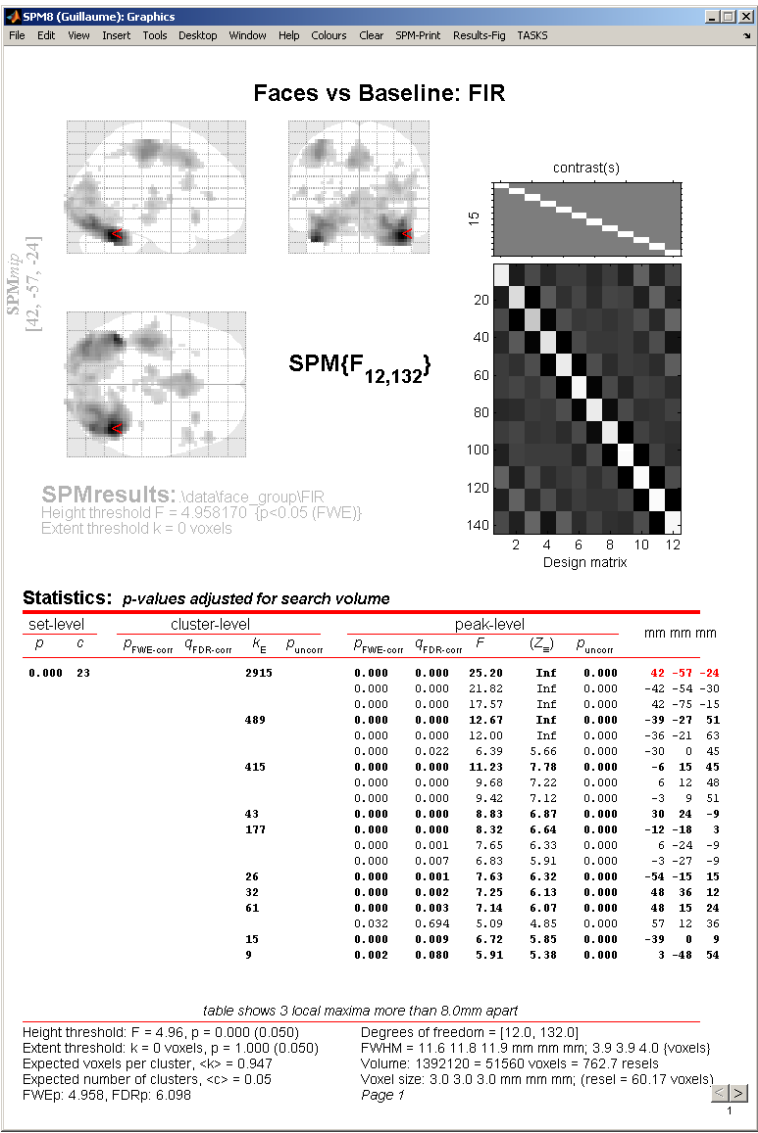 SPM8 (Guillaume): Graphics
File Edit View Insert Tools Desktop Window Help Colours Clear SPM-Print Results-Fig TASKS
Faces vs Baseline: FIR
SPMmip
[42, -57, -24]
contrast(s)
15
SPM{F12,132}
20
40
60
80
100
120
140
2 4 6 8 10 12
Design matrix
SPMresults: .\data\face_group\FIR
Height threshold F = 4.958170 {p<0.05 (FWE)}
Extent threshold k = 0 voxels
Statistics: p-values adjusted for search volume
set-level cluster-level peak-level mm mm mm
p c pFWE-corr qFDR-corr kE puncorr pFWE-corr qFDR-corr F (Z≡) puncorr
0.000 23 2915 0.000 0.000 25.20 Inf 0.000 42 -57 -24
0.000 0.000 21.82 Inf 0.000 -42 -54 -30
0.000 0.000 17.57 Inf 0.000 42 -75 -15
489 0.000 0.000 12.67 Inf 0.000 -39 -27 51
0.000 0.000 12.00 Inf 0.000 -36 -21 63
0.000 0.022 6.39 5.66 0.000 -30 0 45
415 0.000 0.000 11.23 7.78 0.000 -6 15 45
0.000 0.000 9.68 7.22 0.000 6 12 48
0.000 0.000 9.42 7.12 0.000 -3 9 51
43 0.000 0.000 8.83 6.87 0.000 30 24 -9
177 0.000 0.000 8.32 6.64 0.000 -12 -18 3
0.000 0.001 7.65 6.33 0.000 6 -24 -9
0.000 0.007 6.83 5.91 0.000 -3 -27 -9
26 0.000 0.001 7.63 6.32 0.000 -54 -15 15
32 0.000 0.002 7.25 6.13 0.000 48 36 12
61 0.000 0.003 7.14 6.07 0.000 48 15 24
0.032 0.694 5.09 4.85 0.000 57 12 36
15 0.000 0.009 6.72 5.85 0.000 -39 0 9
9 0.002 0.080 5.91 5.38 0.000 3 -48 54
table shows 3 local maxima more than 8.0mm apart
Height threshold: F = 4.96, p = 0.000 (0.050)
Extent threshold: k = 0 voxels, p = 1.000 (0.050)
Expected voxels per cluster, <k> = 0.947
Expected number of clusters, <c> = 0.05
FWEp: 4.958, FDRp: 6.098
Degrees of freedom = [12.0, 132.0]
FWHM = 11.6 11.8 11.9 mm mm mm; 3.9 3.9 4.0 {voxels}
Volume: 1392120 = 51560 voxels = 762.7 resels
Voxel size: 3.0 3.0 3.0 mm mm mm; (resel = 60.17 voxels)
Page 1
< >
1